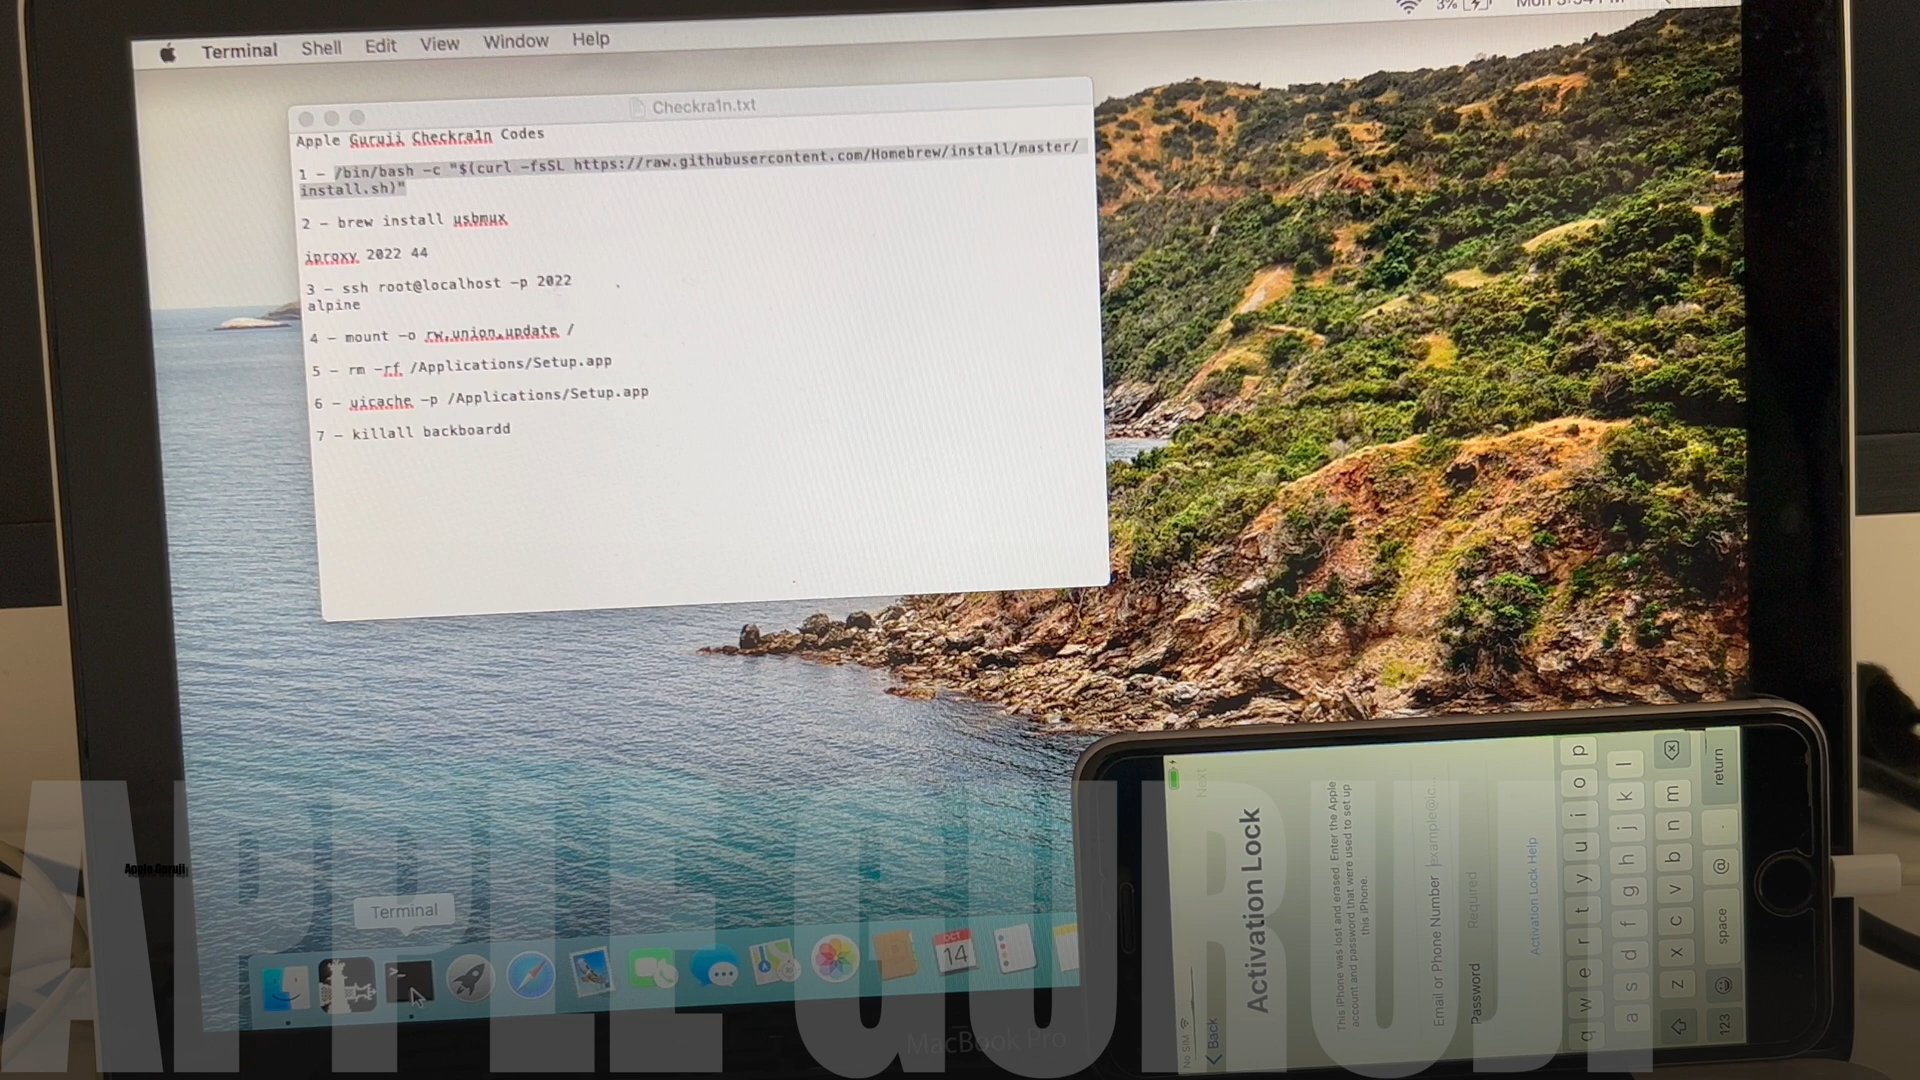 Terminal Shell Edit View Window Help
3%
Checkra1n.txt
Apple Guruji Checkra1n Codes
1 – /bin/bash –c "$(curl –fsSL https://raw.githubusercontent.com/Homebrew/install/master/
install.sh)"
2 – brew install usbmux
iproxy 2022 44
3 – ssh root@localhost –p 2022
alpine
4 – mount –o rw,union,update /
5 – rm –rf /Applications/Setup.app
6 – uicache –p /Applications/Setup.app
7 – killall backboardd
Terminal
OCT
14
MacBook Pro
Apple Guruji
APPLE GURUJI
No SIM
Back
Next
Activation Lock
This iPhone was lost and erased. Enter the Apple
account and password that were used to set up
this iPhone.
Email or Phone Number example@ic...
Password Required
Activation Lock Help
q w e r t y u i o p
a s d f g h j k l
z x c v b n m
123 space @ . return